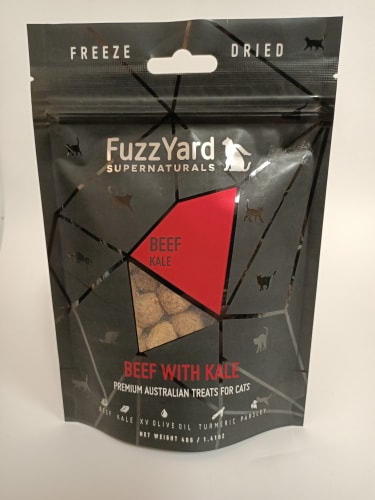 FREEZE DRIED
FuzzYard
SUPERNATURALS
BEEF
KALE
BEEF WITH KALE
PREMIUM AUSTRALIAN TREATS FOR CATS
BEEF KALE XV OLIVE OIL TURMERIC PARSLEY
NET WEIGHT 40G / 1.41OZ